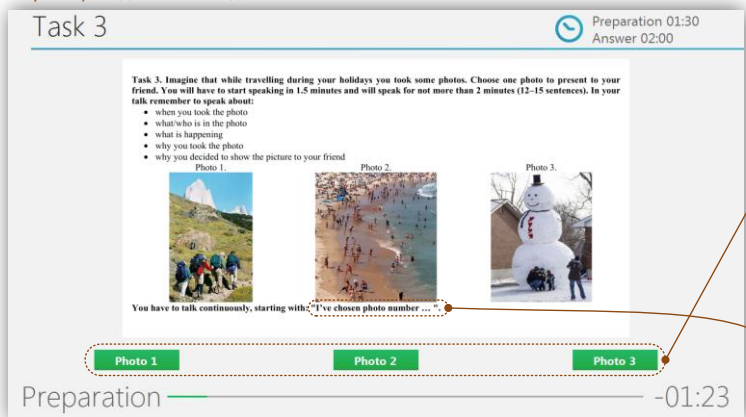 Task 3
Preparation 01:30
Answer 02:00
Task 3. Imagine that while travelling during your holidays you took some photos. Choose one photo to present to your
friend. You will have to start speaking in 1.5 minutes and will speak for not more than 2 minutes (12–15 sentences). In your
talk remember to speak about:
• when you took the photo
• what/who is in the photo
• what is happening
• why you took the photo
• why you decided to show the picture to your friend
Photo 1. Photo 2. Photo 3.
You have to talk continuously, starting with: "I've chosen photo number … ".
Photo 1 Photo 2 Photo 3
Preparation -01:23